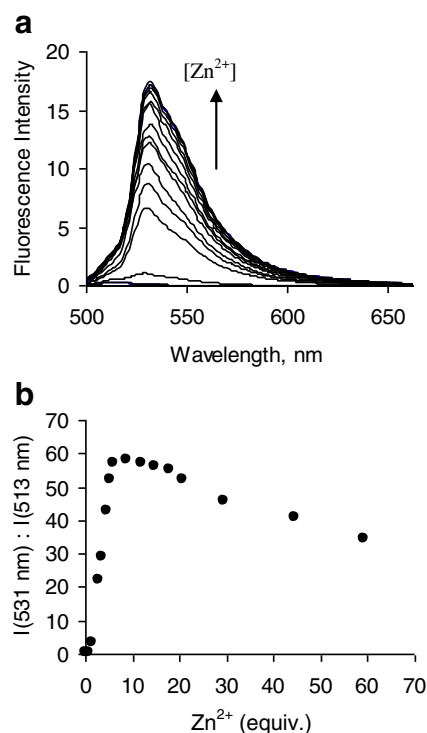 a
20
15
10
5
0
Fluorescence Intensity
[Zn²⁺]
500 550 600 650
Wavelength, nm
b
70
60
50
40
30
20
10
0
I(531 nm) : I(513 nm)
0 10 20 30 40 50 60 70
Zn²⁺ (equiv.)